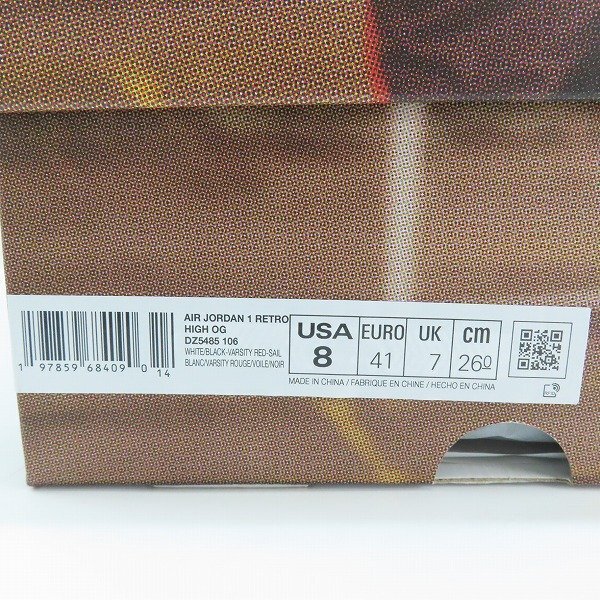 AIR JORDAN 1 RETRO
HIGH OG
DZ5485 106
WHITE/BLACK-VARSITY RED-SAIL
BLANC/VARSITY ROUGE/VOILE/NOIR
1 97859 68409 0 14
USA
8
EURO
41
UK
7
cm
260
MADE IN CHINA / FABRIQUE EN CHINE / HECHO EN CHINA